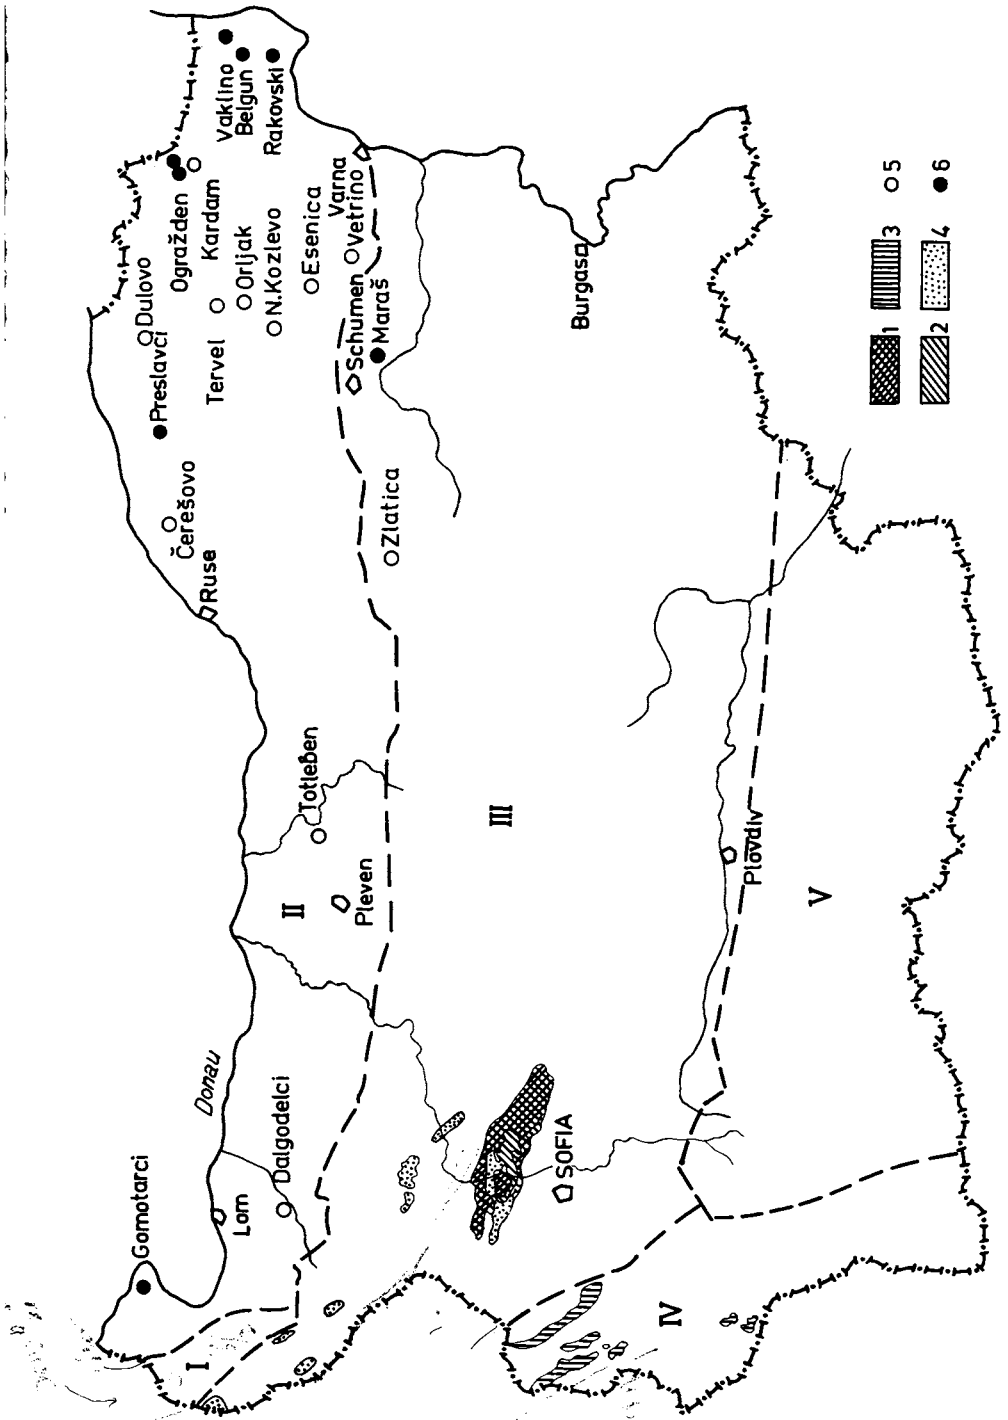 Gomotarci
Lom
Donau
Dalgodelci
I
II
Pleven
Totleben
Ruse
Čerešovo
Preslavci
Dulovo
Ogražden
Kardam
Tervel
Orljak
N.Kozlevo
Esenica
Vaklino
Belgun
Rakovski
Varna
Vetrino
Schumen
Maraš
Zlatica
Burgas
III
SOFIA
Plovdiv
IV
V
1
3
5
2
4
6